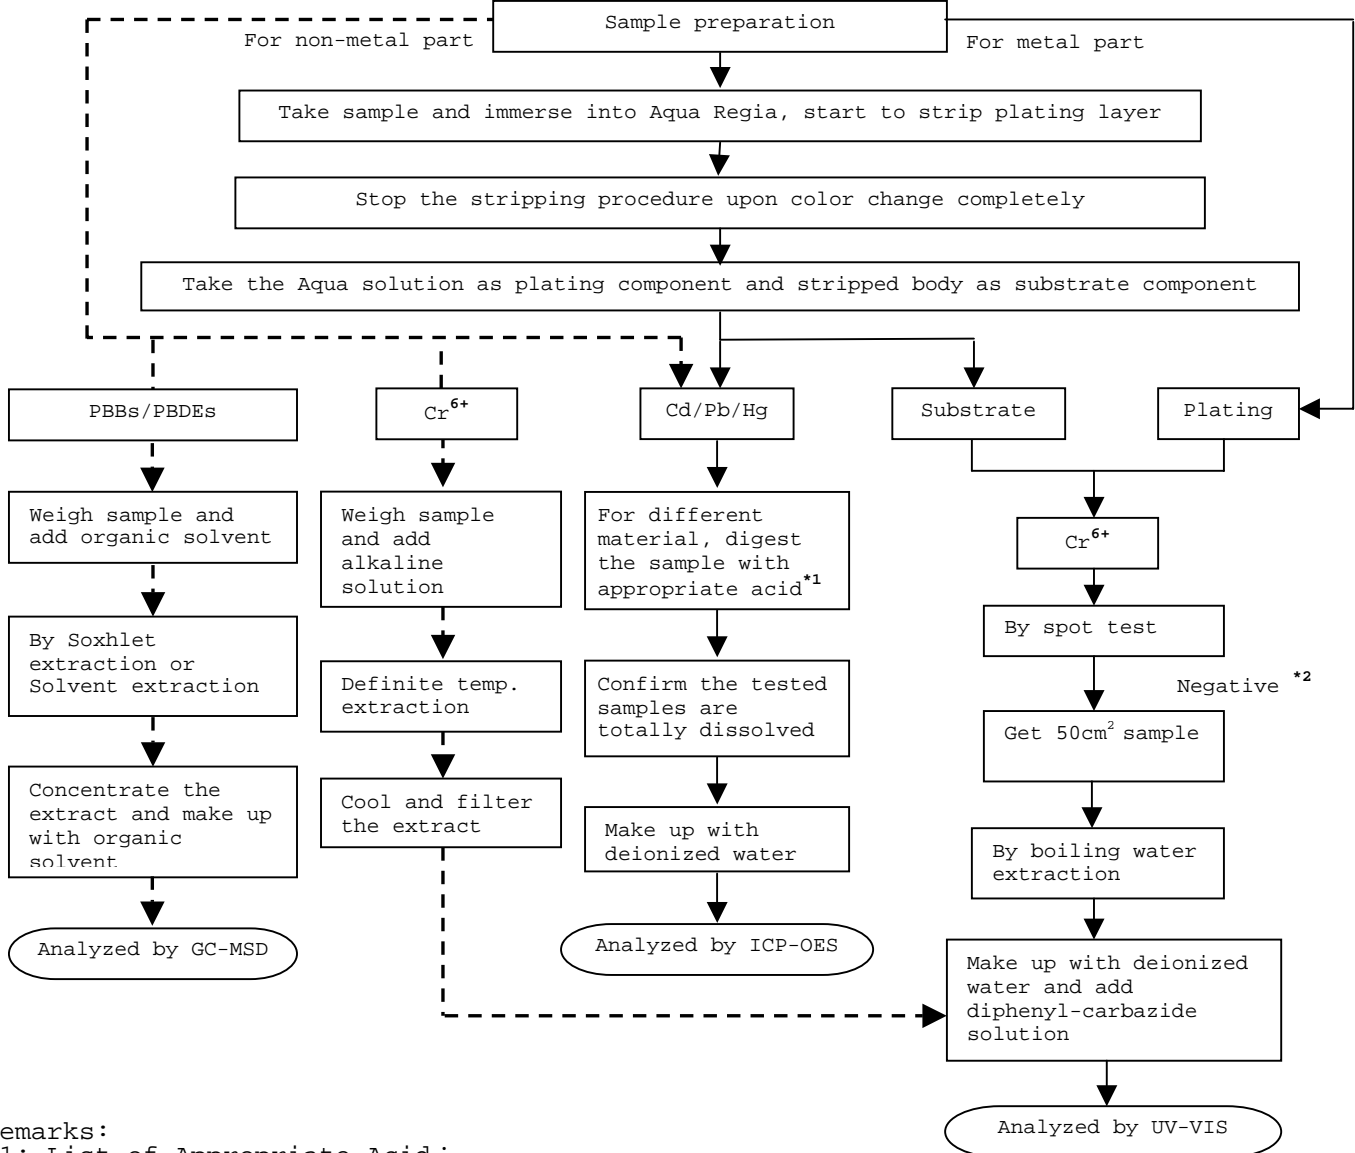 Sample preparation
For non-metal part
For metal part
Take sample and immerse into Aqua Regia, start to strip plating layer
Stop the stripping procedure upon color change completely
Take the Aqua solution as plating component and stripped body as substrate component
PBBs/PBDEs
Cr6+
Cd/Pb/Hg
Substrate
Plating
Weigh sample and
add organic solvent
By Soxhlet
extraction or
Solvent extraction
Concentrate the
extract and make up
with organic
solvent
Analyzed by GC-MSD
Weigh sample
and add
alkaline
solution
Definite temp.
extraction
Cool and filter
the extract
For different
material, digest
the sample with
appropriate acid*1
Confirm the tested
samples are
totally dissolved
Make up with
deionized water
Analyzed by ICP-OES
Cr6+
By spot test
Negative *2
Get 50cm2 sample
By boiling water
extraction
Make up with deionized
water and add
diphenyl-carbazide
solution
Analyzed by UV-VIS
emarks:
1: List of Appropriate Acid: